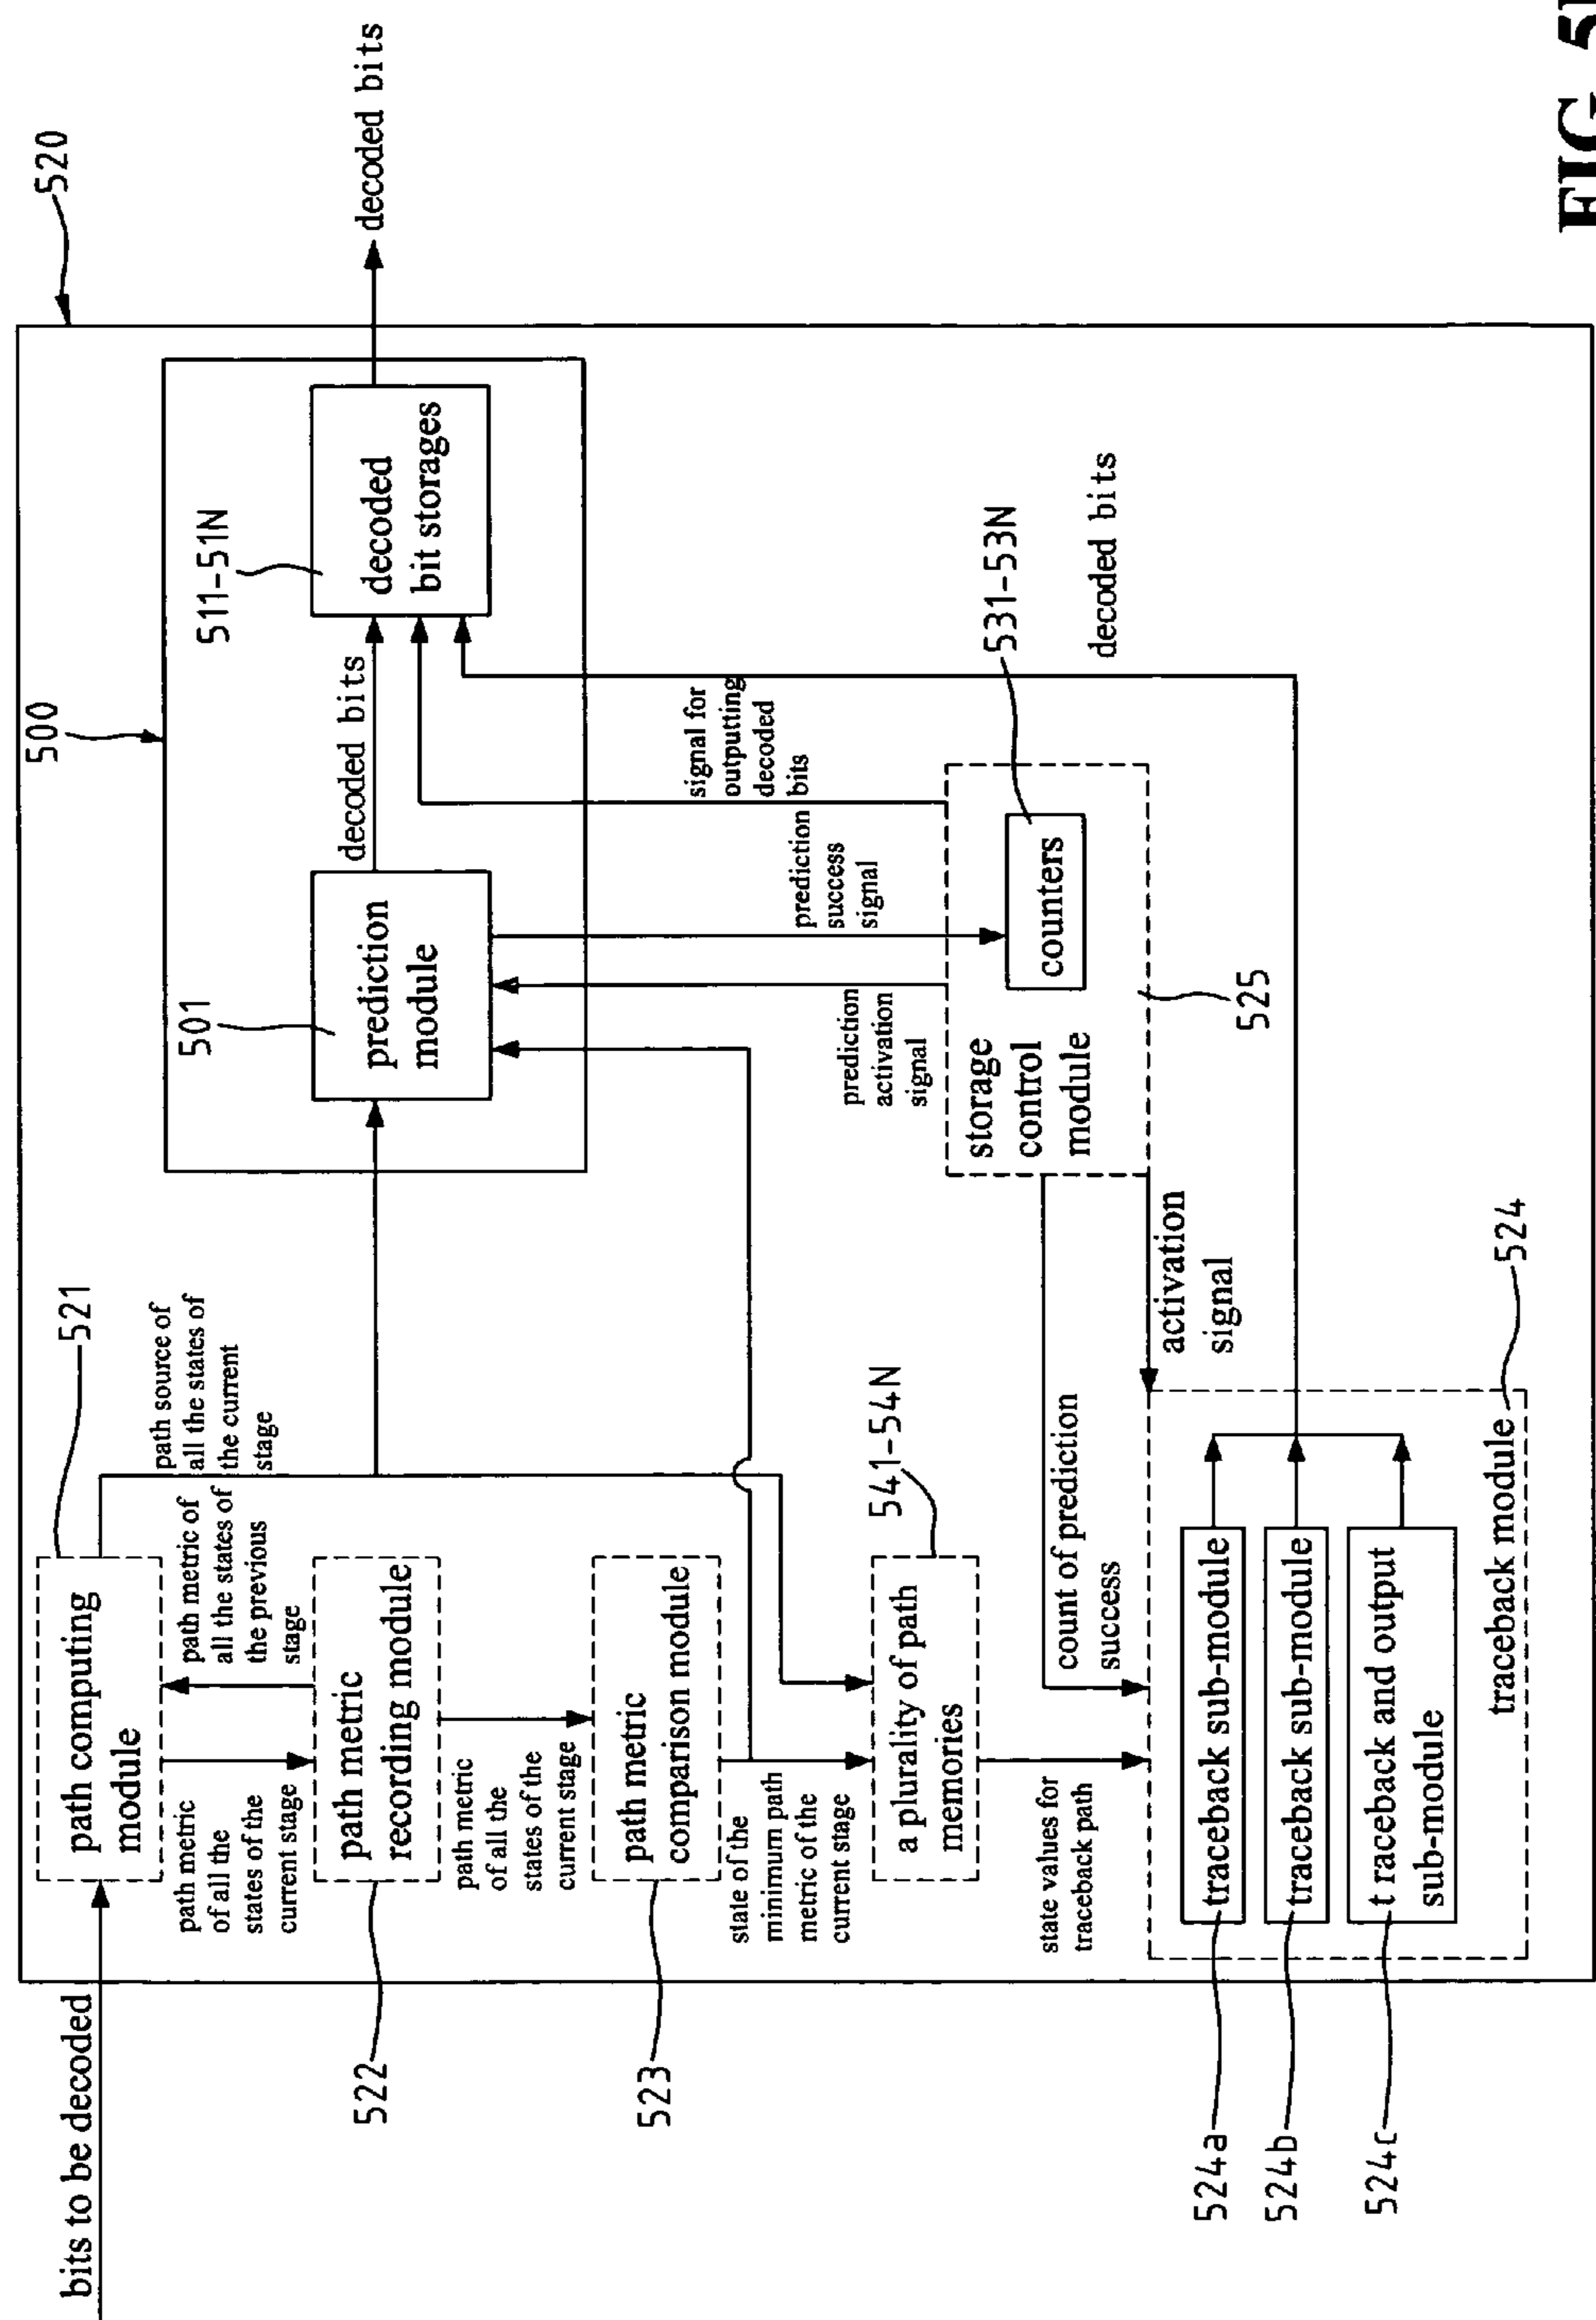 bits to be decoded
521
path computing
module
path metric
of all the
states of the
current stage
path metric of
all the states of
the previous
stage
path source of
all the states of
the current
stage
522
path metric
recording module
path metric
of all the
states of the
current stage
523
path metric
comparison module
state of the
minimum path
metric of the
current stage
541-54N
a plurality of path
memories
state values for
traceback path
count of prediction
success
activation
signal
524
524a
traceback sub-module
524b
traceback sub-module
524c
t raceback and output
sub-module
traceback module
500
501
prediction
module
decoded bits
511-51N
decoded
bit storages
decoded bits
520
prediction
activation
signal
prediction
success
signal
signal for
outputting
decoded
bits
storage
control
module
counters
531-53N
525
decoded bits